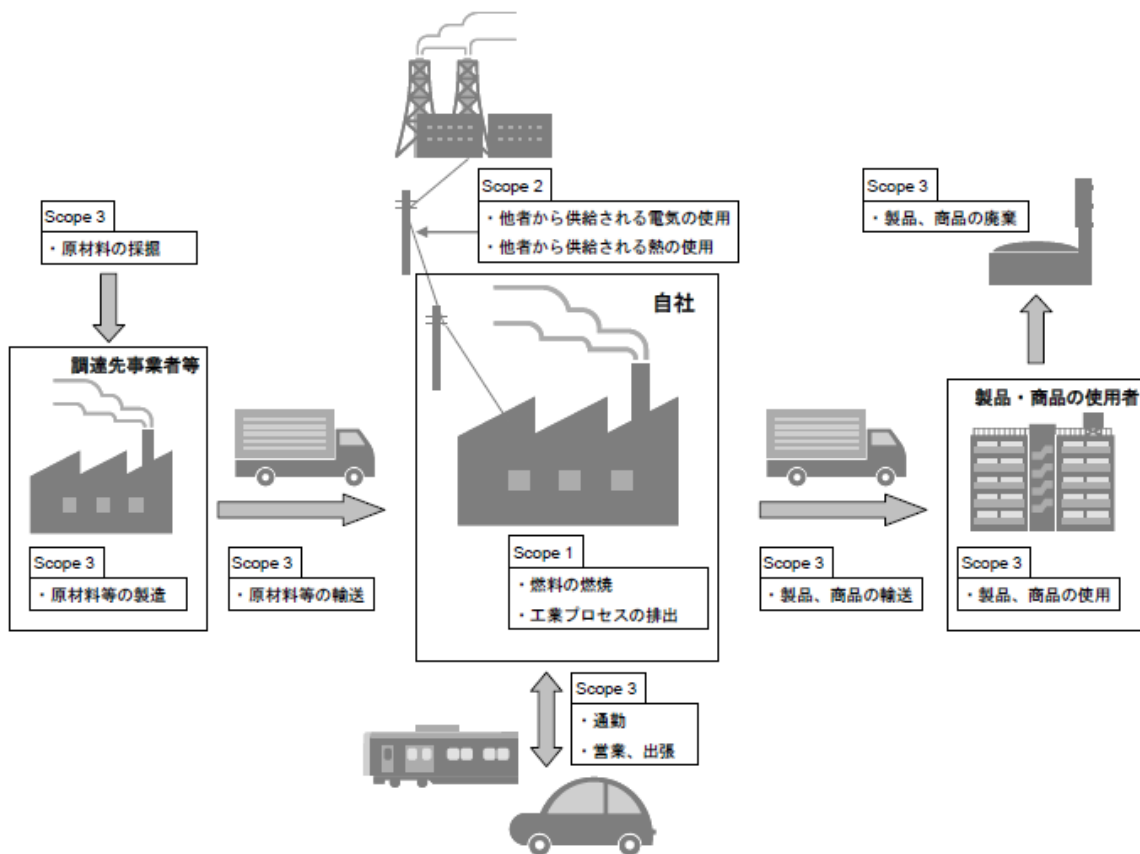 Scope 2
・他者から供給される電気の使用
・他者から供給される熱の使用
Scope 3
・製品、商品の廃棄
Scope 3
・原材料の採掘
自社
調達先事業者等
製品・商品の使用者
Scope 3
・原材料等の製造
Scope 3
・原材料等の輸送
Scope 1
・燃料の燃焼
・工業プロセスの排出
Scope 3
・製品、商品の輸送
Scope 3
・製品、商品の使用
Scope 3
・通勤
・営業、出張